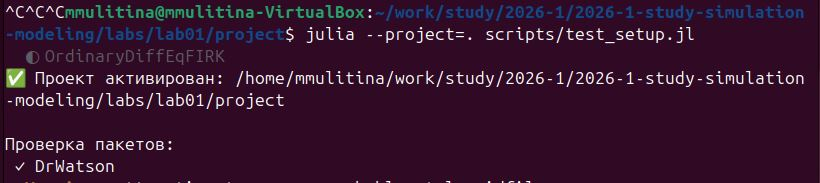 ^C^C^Cmmulitina@mmulitina-VirtualBox:~/work/study/2026-1/2026-1-study-simulation
-modeling/labs/lab01/project$ julia --project=. scripts/test_setup.jl
◐ OrdinaryDiffEqFIRK
✅ Проект активирован: /home/mmulitina/work/study/2026-1/2026-1-study-simulation
-modeling/labs/lab01/project
Проверка пакетов:
✓ DrWatson